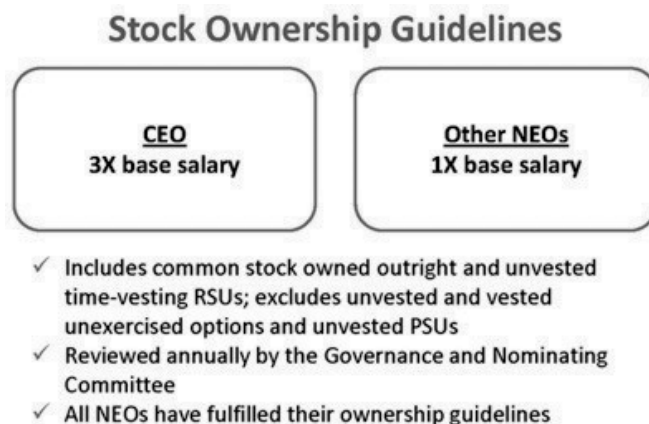 Stock Ownership Guidelines
CEO
3X base salary
Other NEOs
1X base salary
✓ Includes common stock owned outright and unvested
time-vesting RSUs; excludes unvested and vested
unexercised options and unvested PSUs
✓ Reviewed annually by the Governance and Nominating
Committee
✓ All NEOs have fulfilled their ownership guidelines